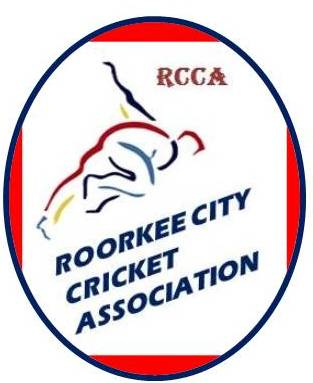 RCCA
ROORKEE CITY
CRICKET
ASSOCIATION